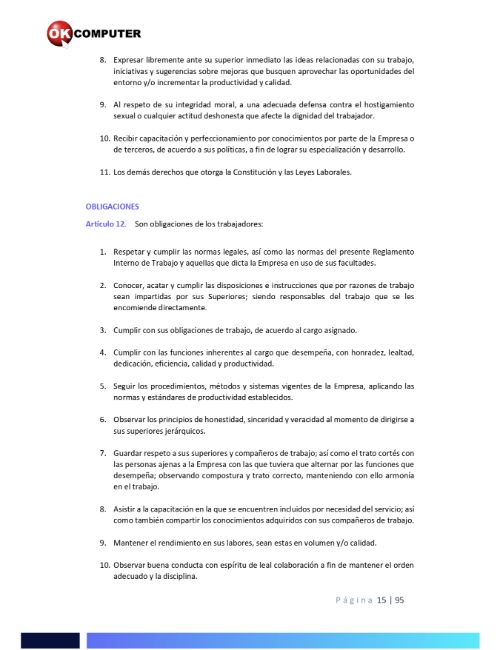 OK COMPUTER
8. Expresar libremente ante su superior inmediato las ideas relacionadas con su trabajo,
iniciativas y sugerencias sobre mejoras que busquen aprovechar las oportunidades del
entorno y/o incrementar la productividad y calidad.
9. Al respeto de su integridad moral, a una adecuada defensa contra el hostigamiento
sexual o cualquier actitud deshonesta que afecte la dignidad del trabajador.
10. Recibir capacitación y perfeccionamiento por conocimientos por parte de la Empresa o
de terceros, de acuerdo a sus políticas, a fin de lograr su especialización y desarrollo.
11. Los demás derechos que otorga la Constitución y las Leyes Laborales.
OBLIGACIONES
Artículo 12. Son obligaciones de los trabajadores:
1. Respetar y cumplir las normas legales, así como las normas del presente Reglamento
Interno de Trabajo y aquellas que dicta la Empresa en uso de sus facultades.
2. Conocer, acatar y cumplir las disposiciones e instrucciones que por razones de trabajo
sean impartidas por sus Superiores; siendo responsables del trabajo que se les
encomiende directamente.
3. Cumplir con sus obligaciones de trabajo, de acuerdo al cargo asignado.
4. Cumplir con las funciones inherentes al cargo que desempeña, con honradez, lealtad,
dedicación, eficiencia, calidad y productividad.
5. Seguir los procedimientos, métodos y sistemas vigentes de la Empresa, aplicando las
normas y estándares de productividad establecidos.
6. Observar los principios de honestidad, sinceridad y veracidad al momento de dirigirse a
sus superiores jerárquicos.
7. Guardar respeto a sus superiores y compañeros de trabajo; así como el trato cortés con
las personas ajenas a la Empresa con las que tuviera que alternar por las funciones que
desempeña; observando compostura y trato correcto, manteniendo con ello armonía
en el trabajo.
8. Asistir a la capacitación en la que se encuentren incluidos por necesidad del servicio; así
como también compartir los conocimientos adquiridos con sus compañeros de trabajo.
9. Mantener el rendimiento en sus labores, sean estas en volumen y/o calidad.
10. Observar buena conducta con espíritu de leal colaboración a fin de mantener el orden
adecuado y la disciplina.
Página 15 | 95